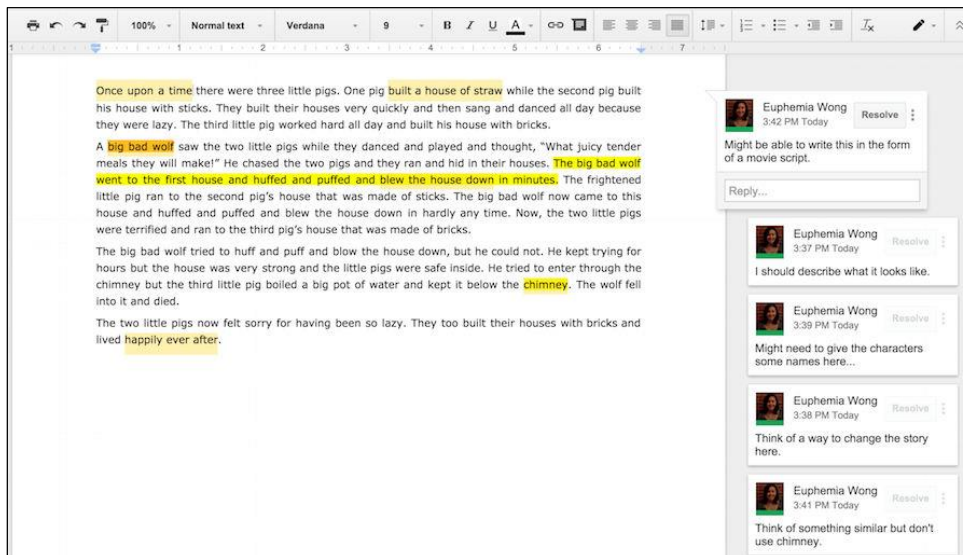 100% Normal text Verdana 9 B I U A
1 1 2 3 4 5 6 7
Once upon a time there were three little pigs. One pig built a house of straw while the second pig built
his house with sticks. They built their houses very quickly and then sang and danced all day because
they were lazy. The third little pig worked hard all day and built his house with bricks.
A big bad wolf saw the two little pigs while they danced and played and thought, “What juicy tender
meals they will make!” He chased the two pigs and they ran and hid in their houses. The big bad wolf
went to the first house and huffed and puffed and blew the house down in minutes. The frightened
little pig ran to the second pig’s house that was made of sticks. The big bad wolf now came to this
house and huffed and puffed and blew the house down in hardly any time. Now, the two little pigs
were terrified and ran to the third pig’s house that was made of bricks.
The big bad wolf tried to huff and puff and blow the house down, but he could not. He kept trying for
hours but the house was very strong and the little pigs were safe inside. He tried to enter through the
chimney but the third little pig boiled a big pot of water and kept it below the chimney. The wolf fell
into it and died.
The two little pigs now felt sorry for having been so lazy. They too built their houses with bricks and
lived happily ever after.
Euphemia Wong
3:42 PM Today
Resolve
Might be able to write this in the form
of a movie script.
Reply...
Euphemia Wong
3:37 PM Today
Resolve
I should describe what it looks like.
Euphemia Wong
3:39 PM Today
Resolve
Might need to give the characters
some names here...
Euphemia Wong
3:38 PM Today
Resolve
Think of a way to change the story
here.
Euphemia Wong
3:41 PM Today
Resolve
Think of something similar but don't
use chimney.